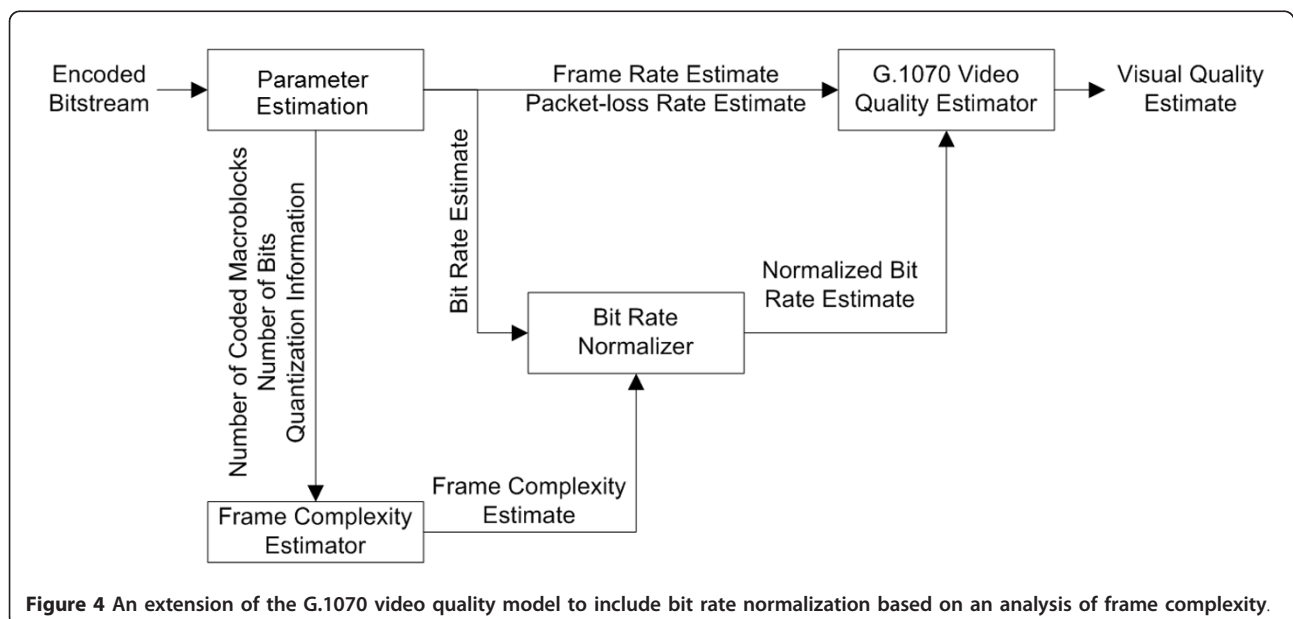 Encoded
Bitstream
Parameter
Estimation
Frame Rate Estimate
Packet-loss Rate Estimate
G.1070 Video
Quality Estimator
Visual Quality
Estimate
Number of Coded Macroblocks
Number of Bits
Quantization Information
Bit Rate Estimate
Bit Rate
Normalizer
Normalized Bit
Rate Estimate
Frame Complexity
Estimator
Frame Complexity
Estimate
Figure 4 An extension of the G.1070 video quality model to include bit rate normalization based on an analysis of frame complexity.